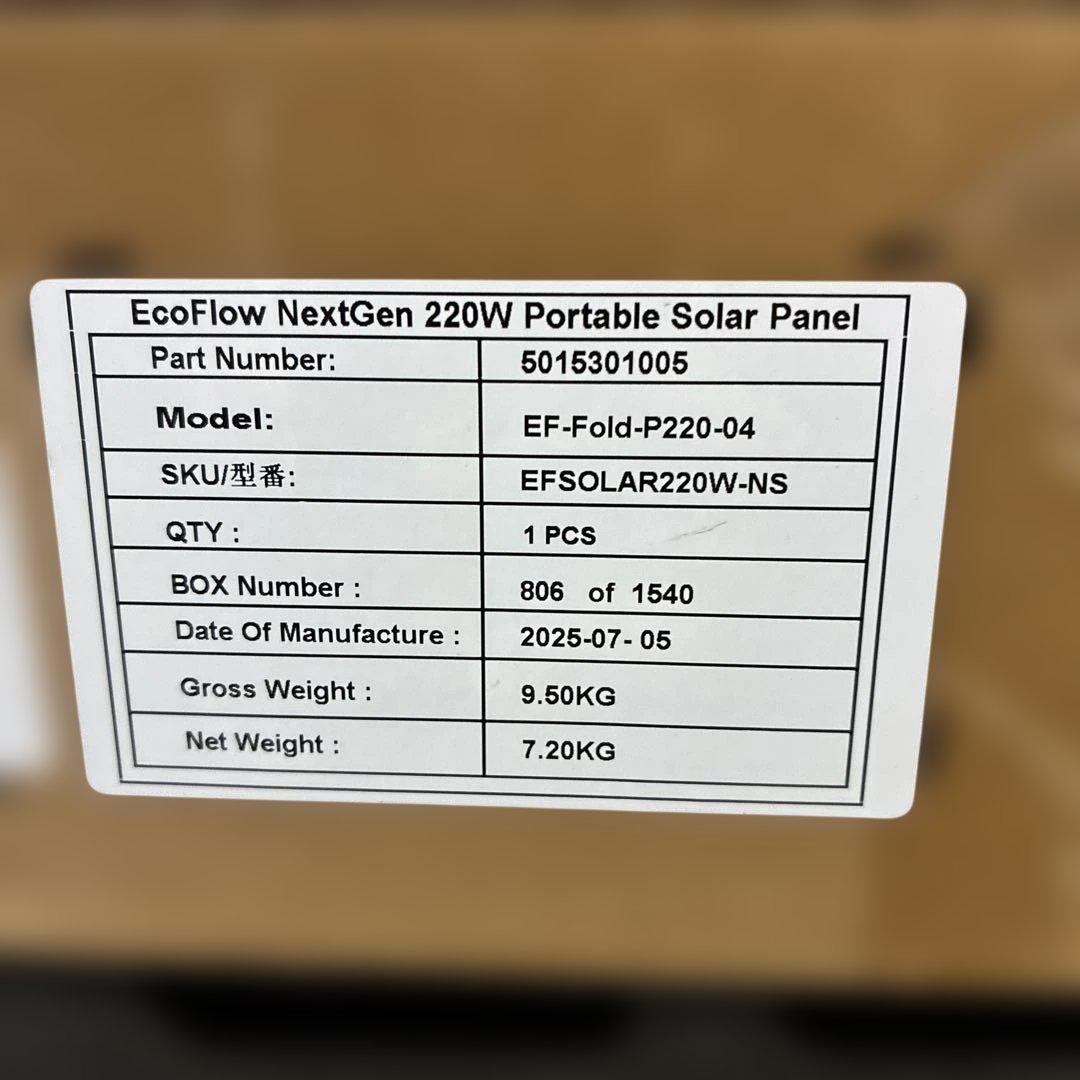 EcoFlow NextGen 220W Portable Solar Panel
Part Number: 5015301005
Model: EF-Fold-P220-04
SKU/型番: EFSOLAR220W-NS
QTY : 1 PCS
BOX Number : 806 of 1540
Date Of Manufacture : 2025-07- 05
Gross Weight : 9.50KG
Net Weight : 7.20KG